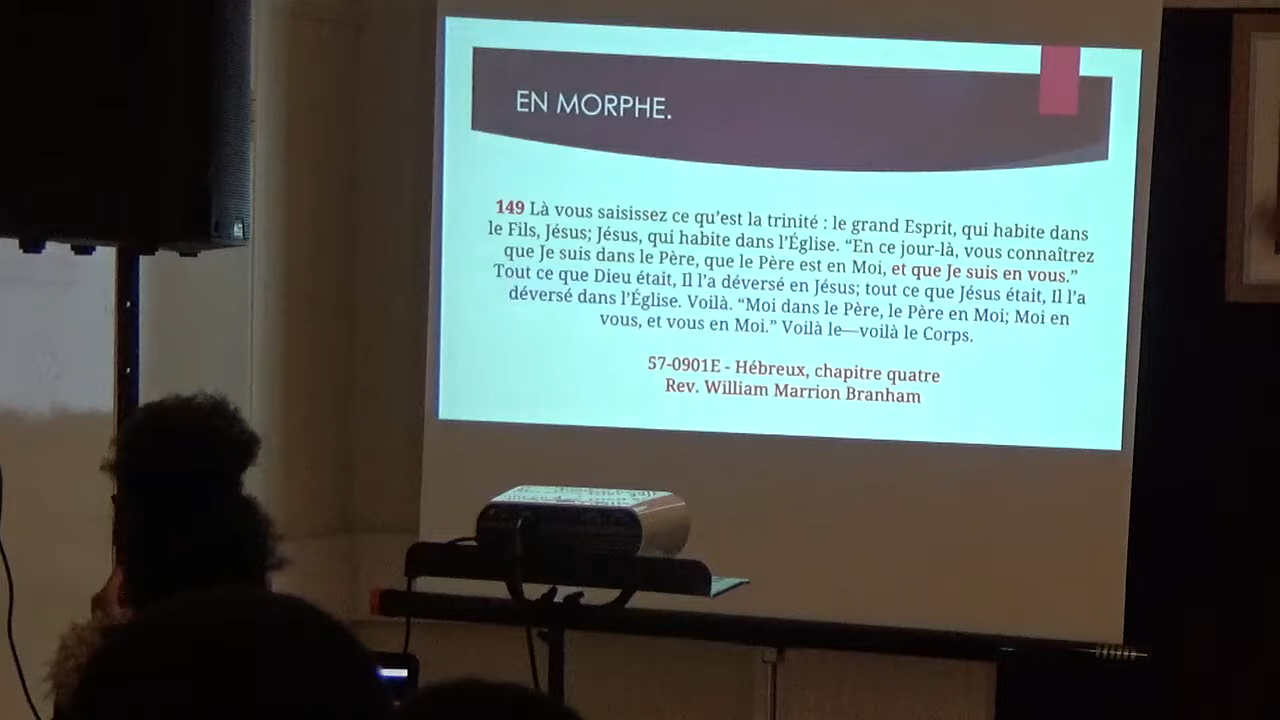 EN MORPHE.
149 Là vous saisissez ce qu’est la trinité : le grand Esprit, qui habite dans
le Fils, Jésus; Jésus, qui habite dans l’Église. “En ce jour-là, vous connaîtrez
que Je suis dans le Père, que le Père est en Moi, et que Je suis en vous.”
Tout ce que Dieu était, Il l’a déversé en Jésus; tout ce que Jésus était, Il l’a
déversé dans l’Église. Voilà. “Moi dans le Père, le Père en Moi; Moi en
vous, et vous en Moi.” Voilà le—voilà le Corps.
57-0901E - Hébreux, chapitre quatre
Rev. William Marrion Branham